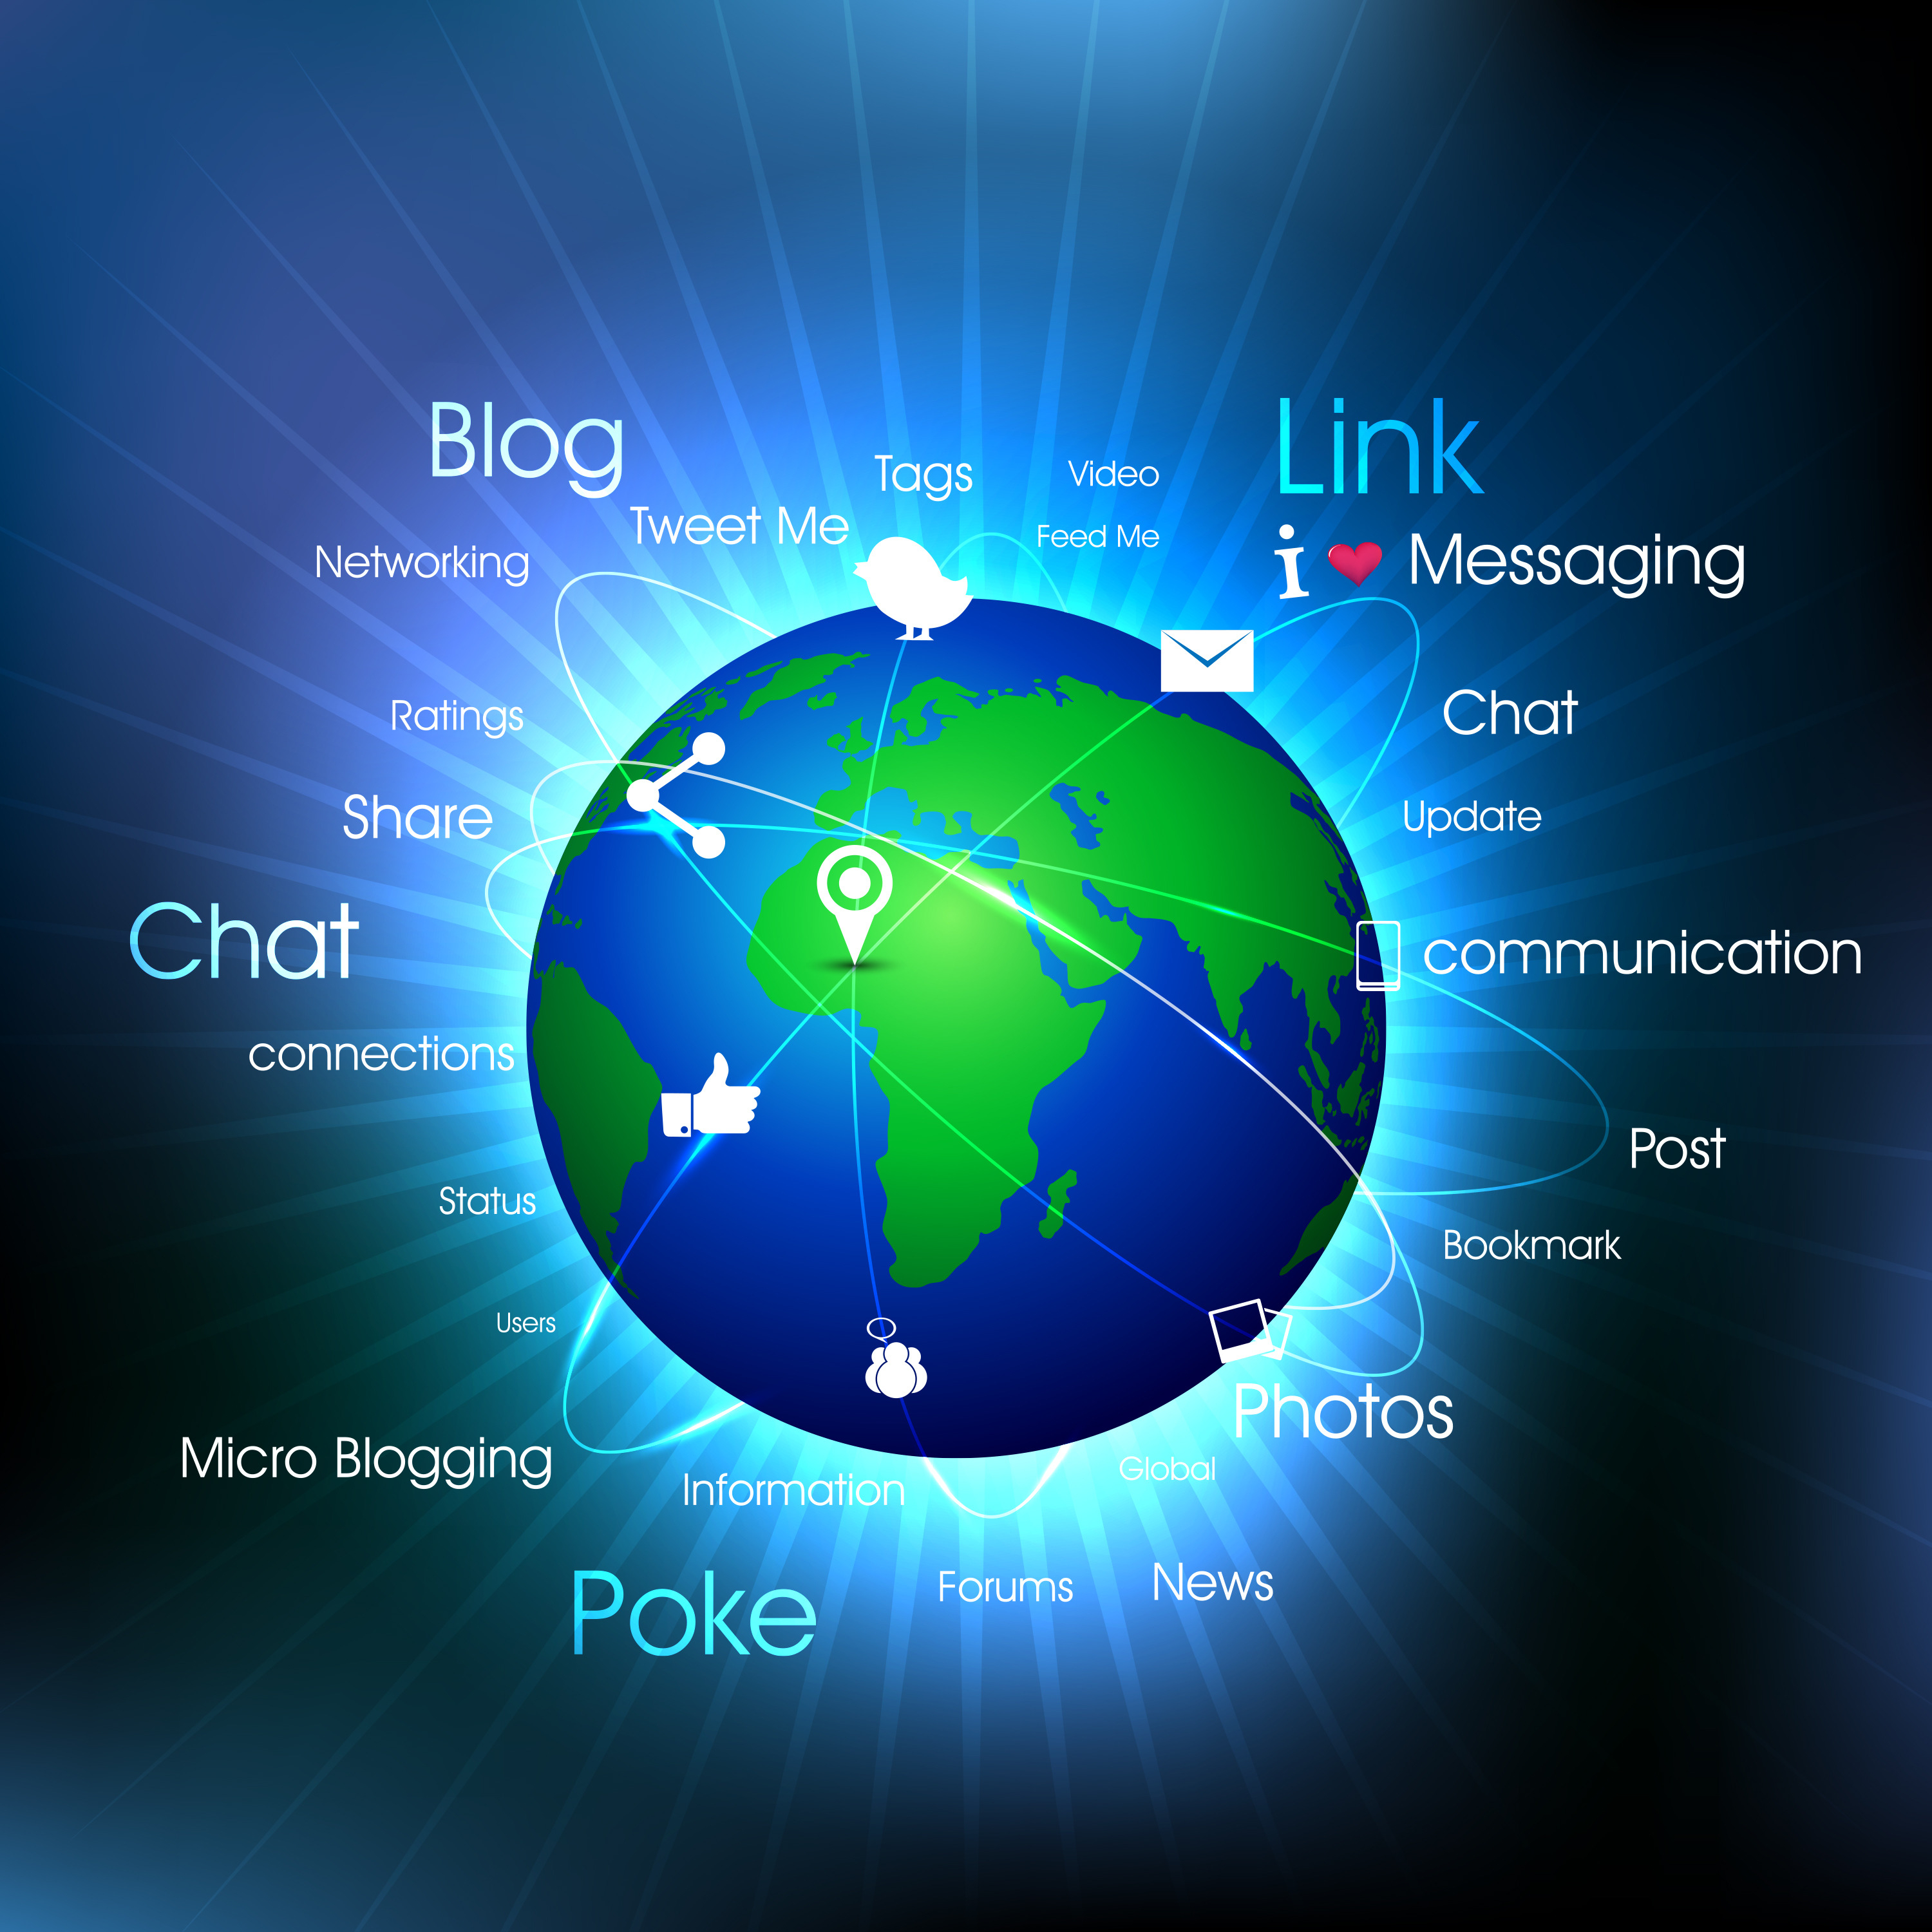 Blog
Link
Tags
Video
Tweet Me
Feed Me
Networking
i ❤ Messaging
Ratings
Chat
Share
Update
Chat
communication
connections
Post
Status
Bookmark
Users
Photos
Micro Blogging
Information
Global
Poke
Forums
News